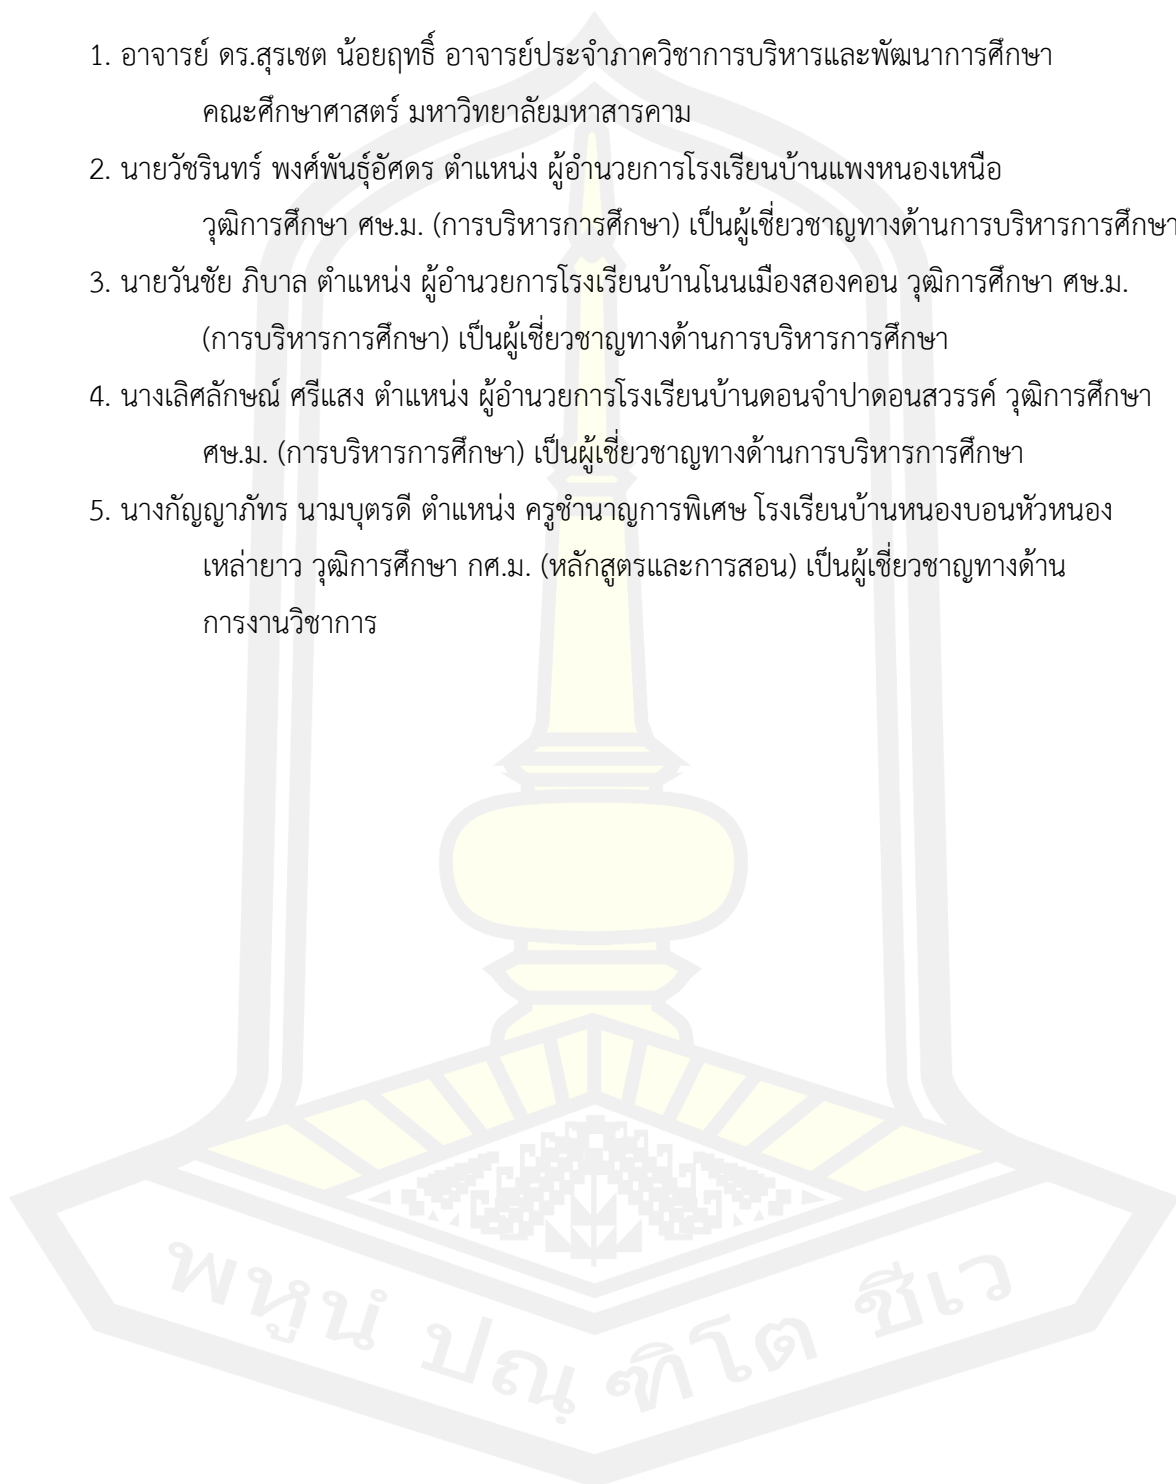 1. อาจารย์ ดร.สุรเชต น้อยฤทธิ์ อาจารย์ประจำภาควิชาการบริหารและพัฒนาการศึกษา
คณะศึกษาศาสตร์ มหาวิทยาลัยมหาสารคาม
2. นายวัชรินทร์ พงศ์พันธุ์อัศดร ตำแหน่ง ผู้อำนวยการโรงเรียนบ้านแพงหนองเหนือ
วุฒิการศึกษา ศษ.ม. (การบริหารการศึกษา) เป็นผู้เชี่ยวชาญทางด้านการบริหารการศึกษา
3. นายวันชัย ภิบาล ตำแหน่ง ผู้อำนวยการโรงเรียนบ้านโนนเมืองสองคอน วุฒิการศึกษา ศษ.ม.
(การบริหารการศึกษา) เป็นผู้เชี่ยวชาญทางด้านการบริหารการศึกษา
4. นางเลิศลักษณ์ ศรีแสง ตำแหน่ง ผู้อำนวยการโรงเรียนบ้านดอนจำปาดอนสวรรค์ วุฒิการศึกษา
ศษ.ม. (การบริหารการศึกษา) เป็นผู้เชี่ยวชาญทางด้านการบริหารการศึกษา
5. นางกัญญาภัทร นามบุตรดี ตำแหน่ง ครูชำนาญการพิเศษ โรงเรียนบ้านหนองบอนหัวหนอง
เหล่ายาว วุฒิการศึกษา กศ.ม. (หลักสูตรและการสอน) เป็นผู้เชี่ยวชาญทางด้าน
การงานวิชาการ
พหูนํ ปณฺฑิโต ชีเว